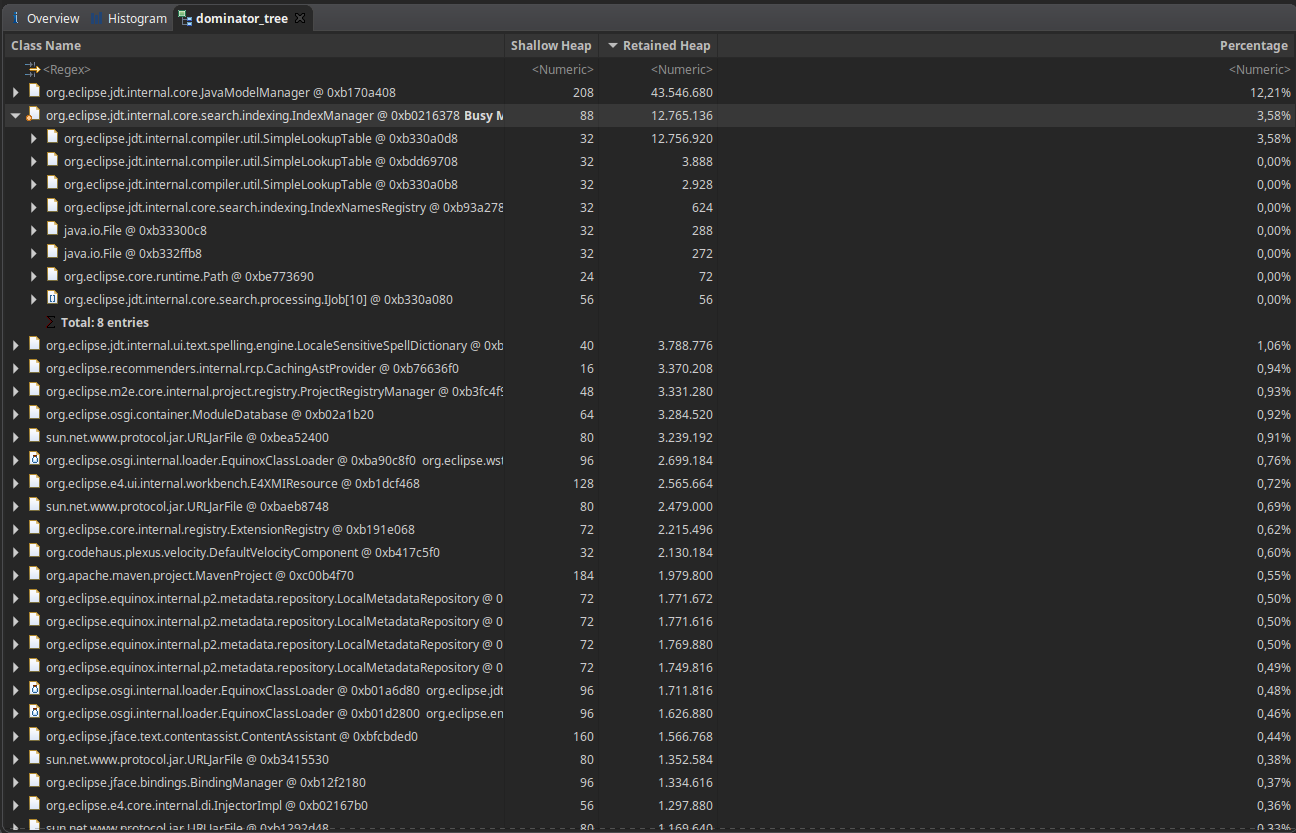 Overview Histogram dominator_tree
Class Name Shallow Heap Retained Heap Percentage
<Regex> <Numeric> <Numeric> <Numeric>
org.eclipse.jdt.internal.core.JavaModelManager @ 0xb170a408 208 43.546.680 12,21%
org.eclipse.jdt.internal.core.search.indexing.IndexManager @ 0xb0216378 Busy M 88 12.765.136 3,58%
org.eclipse.jdt.internal.compiler.util.SimpleLookupTable @ 0xb330a0d8 32 12.756.920 3,58%
org.eclipse.jdt.internal.compiler.util.SimpleLookupTable @ 0xbdd69708 32 3.888 0,00%
org.eclipse.jdt.internal.compiler.util.SimpleLookupTable @ 0xb330a0b8 32 2.928 0,00%
org.eclipse.jdt.internal.core.search.indexing.IndexNamesRegistry @ 0xb93a278 32 624 0,00%
java.io.File @ 0xb33300c8 32 288 0,00%
java.io.File @ 0xb332ffb8 32 272 0,00%
org.eclipse.core.runtime.Path @ 0xbe773690 24 72 0,00%
org.eclipse.jdt.internal.core.search.processing.IJob[10] @ 0xb330a080 56 56 0,00%
Total: 8 entries
org.eclipse.jdt.internal.ui.text.spelling.engine.LocaleSensitiveSpellDictionary @ 0xb 40 3.788.776 1,06%
org.eclipse.recommenders.internal.rcp.CachingAstProvider @ 0xb76636f0 16 3.370.208 0,94%
org.eclipse.m2e.core.internal.project.registry.ProjectRegistryManager @ 0xb3fc4f9 48 3.331.280 0,93%
org.eclipse.osgi.container.ModuleDatabase @ 0xb02a1b20 64 3.284.520 0,92%
sun.net.www.protocol.jar.URLJarFile @ 0xbea52400 80 3.239.192 0,91%
org.eclipse.osgi.internal.loader.EquinoxClassLoader @ 0xba90c8f0 org.eclipse.wst 96 2.699.184 0,76%
org.eclipse.e4.ui.internal.workbench.E4XMIResource @ 0xb1dcf468 128 2.565.664 0,72%
sun.net.www.protocol.jar.URLJarFile @ 0xbaeb8748 80 2.479.000 0,69%
org.eclipse.core.internal.registry.ExtensionRegistry @ 0xb191e068 72 2.215.496 0,62%
org.codehaus.plexus.velocity.DefaultVelocityComponent @ 0xb417c5f0 32 2.130.184 0,60%
org.apache.maven.project.MavenProject @ 0xc00b4f70 184 1.979.800 0,55%
org.eclipse.equinox.internal.p2.metadata.repository.LocalMetadataRepository @ 0 72 1.771.672 0,50%
org.eclipse.equinox.internal.p2.metadata.repository.LocalMetadataRepository @ 0 72 1.771.616 0,50%
org.eclipse.equinox.internal.p2.metadata.repository.LocalMetadataRepository @ 0 72 1.769.880 0,50%
org.eclipse.equinox.internal.p2.metadata.repository.LocalMetadataRepository @ 0 72 1.749.816 0,49%
org.eclipse.osgi.internal.loader.EquinoxClassLoader @ 0xb01a6d80 org.eclipse.jdt 96 1.711.816 0,48%
org.eclipse.osgi.internal.loader.EquinoxClassLoader @ 0xb01d2800 org.eclipse.en 96 1.626.880 0,46%
org.eclipse.jface.text.contentassist.ContentAssistant @ 0xbfcbded0 160 1.566.768 0,44%
sun.net.www.protocol.jar.URLJarFile @ 0xb3415530 80 1.352.584 0,38%
org.eclipse.jface.bindings.BindingManager @ 0xb12f2180 96 1.334.616 0,37%
org.eclipse.e4.core.internal.di.InjectorImpl @ 0xb02167b0 56 1.297.880 0,36%
sun.net.www.protocol.jar.URLJarFile @ 0xb1292d48 80 1.169.640 0,33%